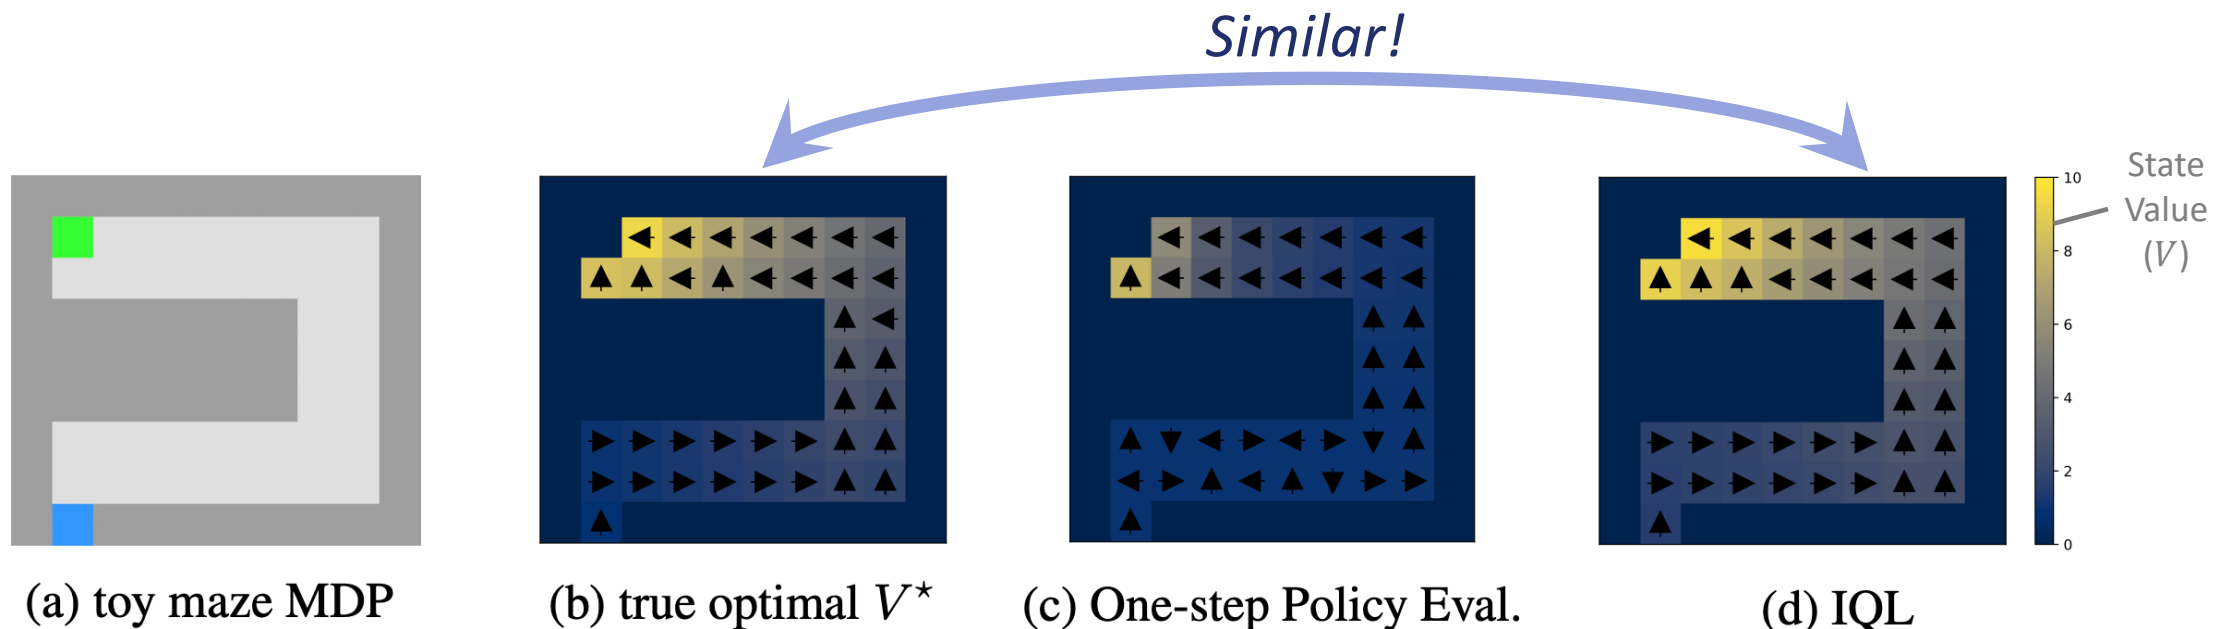 Similar!
10
8
6
4
2
0
State
Value
(V)
(a) toy maze MDP
(b) true optimal V⋆
(c) One-step Policy Eval.
(d) IQL